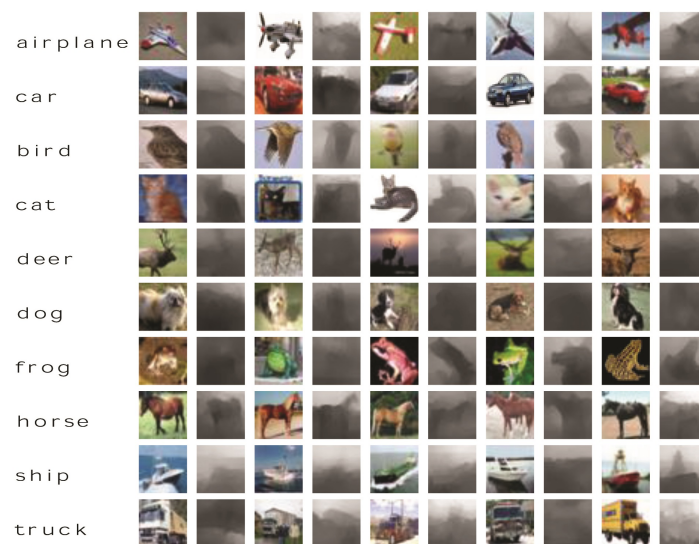 airplane
car
bird
cat
deer
dog
frog
horse
ship
truck